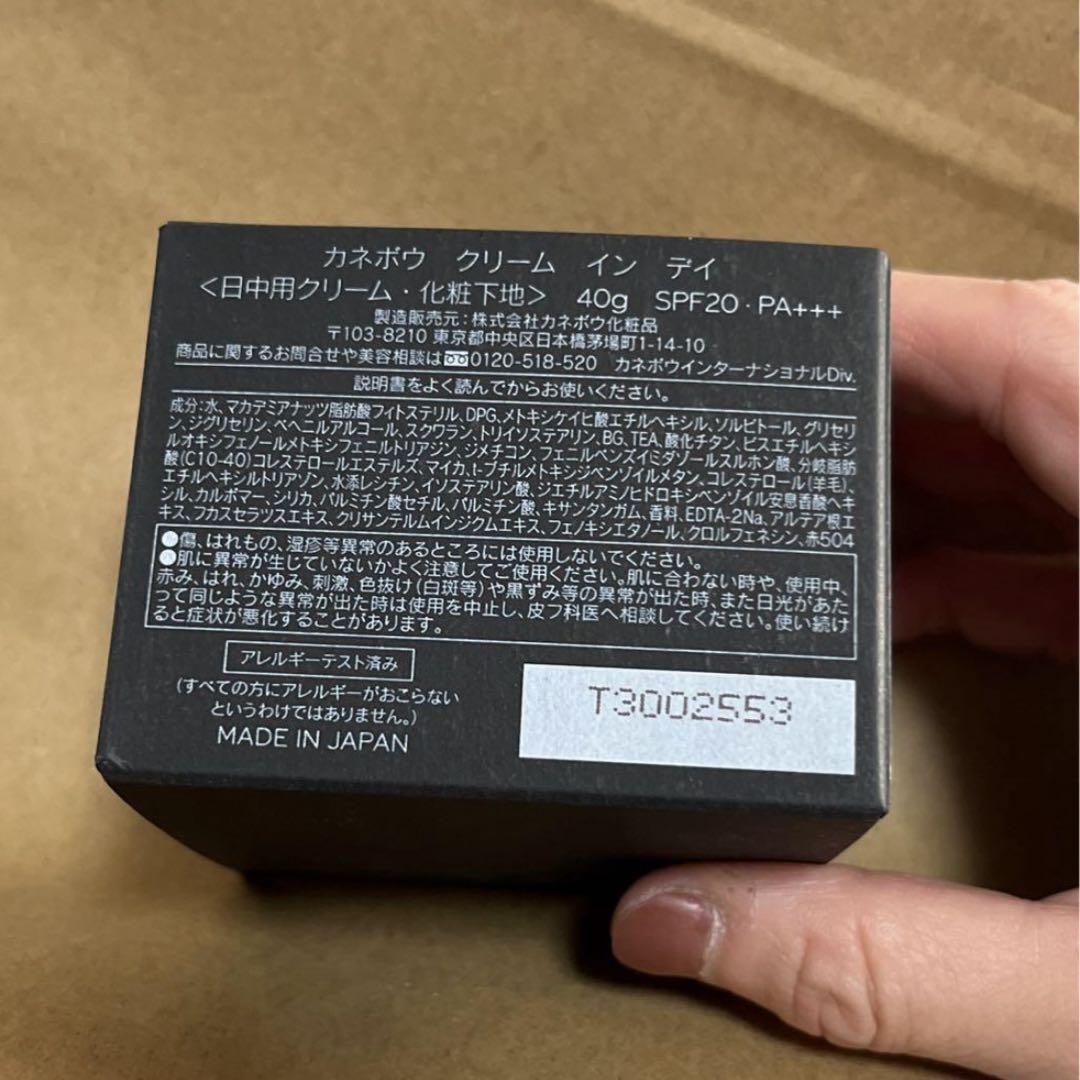 カネボウ クリーム イン デイ
<日中用クリーム・化粧下地> 40g SPF20・PA+++
製造販売元:株式会社カネボウ化粧品
〒103-8210 東京都中央区日本橋茅場町1-14-10
商品に関するお問合せや美容相談は 0120-518-520 カネボウインターナショナルDiv.
説明書をよく読んでからお使いください。
成分:水、マカデミアナッツ脂肪酸フィトステリル、DPG、メトキシケイヒ酸エチルヘキシル、ソルビトール、グリセリ
ン、ジグリセリン、ベヘニルアルコール、スクワラン、トリイソステアリン、BG、TEA、酸化チタン、ビスエチルヘキシ
ルオキシフェノールメトキシフェニルトリアジン、ジメチコン、フェニルベンズイミダゾールスルホン酸、分岐脂肪
酸(C10-40)コレステロールエステルズ、マイカ、t-ブチルメトキシジベンゾイルメタン、コレステロール(羊毛)、
エチルヘキシルトリアゾン、水添レシチン、イソステアリン酸、ジエチルアミノヒドロキシベンゾイル安息香酸ヘキ
シル、カルボマー、シリカ、パルミチン酸セチル、パルミチン酸、キサンタンガム、香料、EDTA-2Na、アルテア根エ
キス、フカスセラツスエキス、クリサンテルムインジクムエキス、フェノキシエタノール、クロルフェネシン、赤504
●傷、はれもの、湿疹等異常のあるところには使用しないでください。
●肌に異常が生じていないかよく注意してご使用ください。肌に合わない時や、使用中、
赤み、はれ、かゆみ、刺激、色抜け(白斑等)や黒ずみ等の異常が出た時、また日光があた
って同じような異常が出た時は使用を中止し、皮フ科医へ相談してください。使い続け
ると症状が悪化することがあります。
アレルギーテスト済み
(すべての方にアレルギーがおこらない
というわけではありません。)
MADE IN JAPAN
T3002553